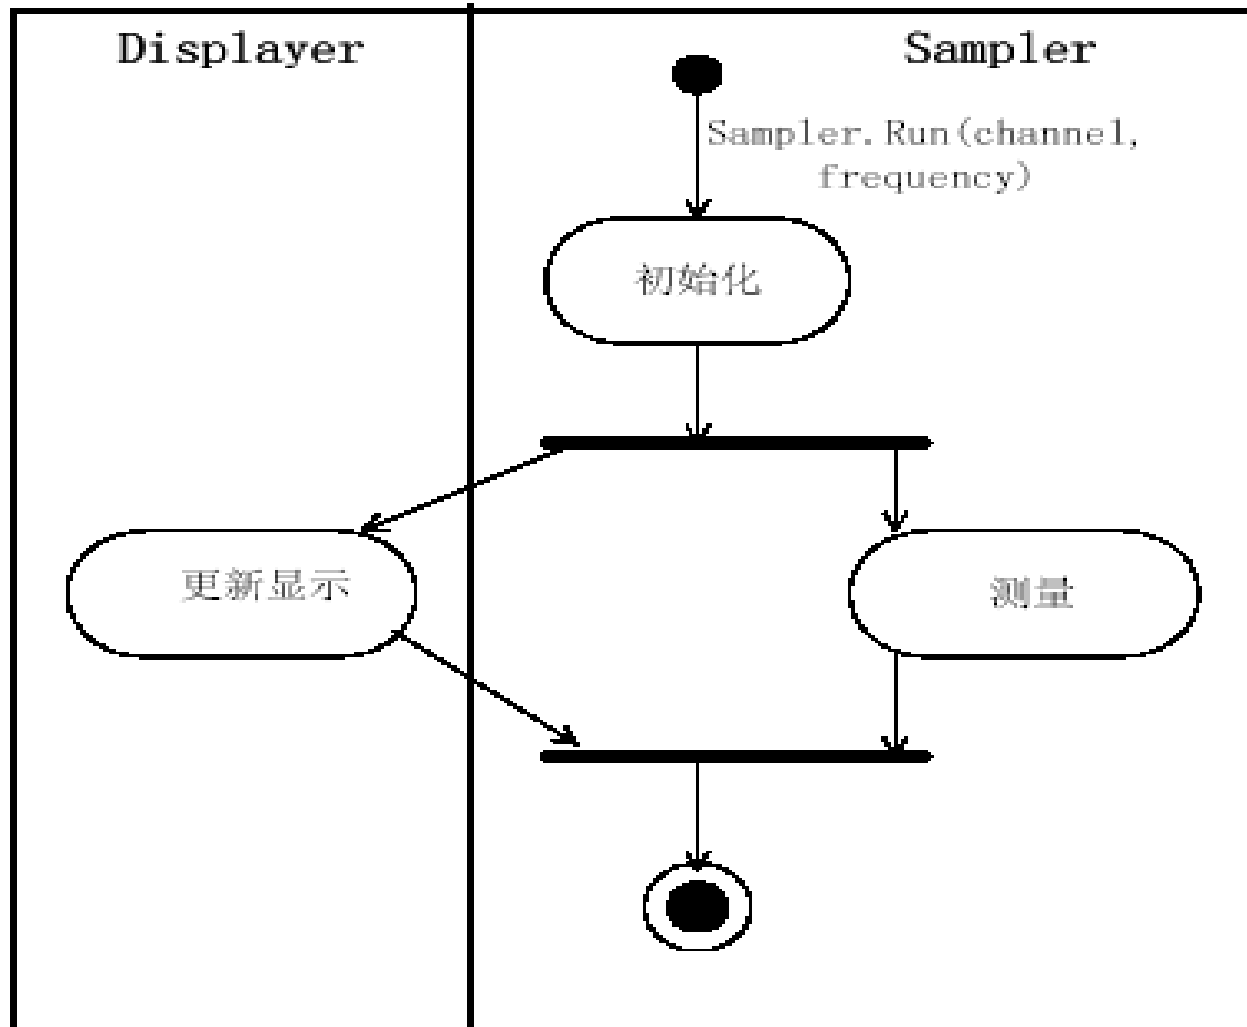 Displayer
Sampler
Sampler.Run(channel,
frequency)
初始化
更新显示
测量